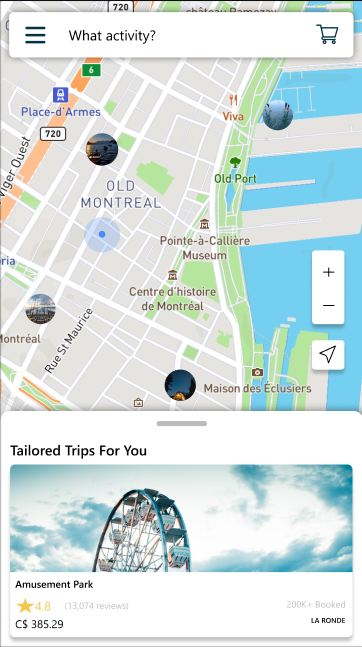 château Ramezay
720
What activity?
6
Place-d'Armes
Viva
720
Viger Ouest
Old Port
OLD
MONTREAL
Pointe-à-Callière
Museum
ria
Centre d'histoire
de Montréal
+
−
Montréal
Rue St Maurice
Maison des Éclusiers
Tailored Trips For You
Amusement Park
4.8 (13,074 reviews)
200K+ Booked
C$ 385.29
LA RONDE